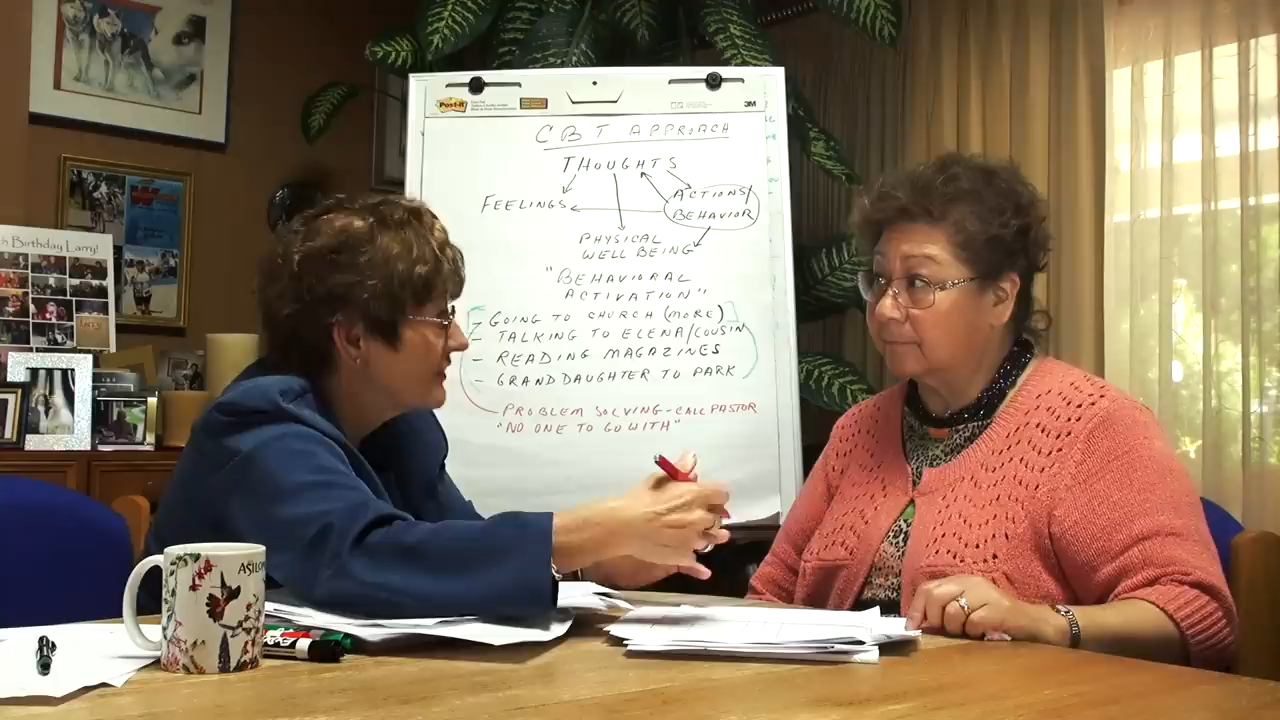 h Birthday Larry!
Post-it
3M
CBT APPROACH
THOUGHTS
FEELINGS
ACTIONS/
BEHAVIOR
PHYSICAL
WELL BEING
"BEHAVIORAL
ACTIVATION"
- GOING TO CHURCH (MORE)
- TALKING TO ELENA/COUSIN
- READING MAGAZINES
- GRANDDAUGHTER TO PARK
PROBLEM SOLVING - CALL PASTOR
"NO ONE TO GO WITH"
ASILOM
EXPO